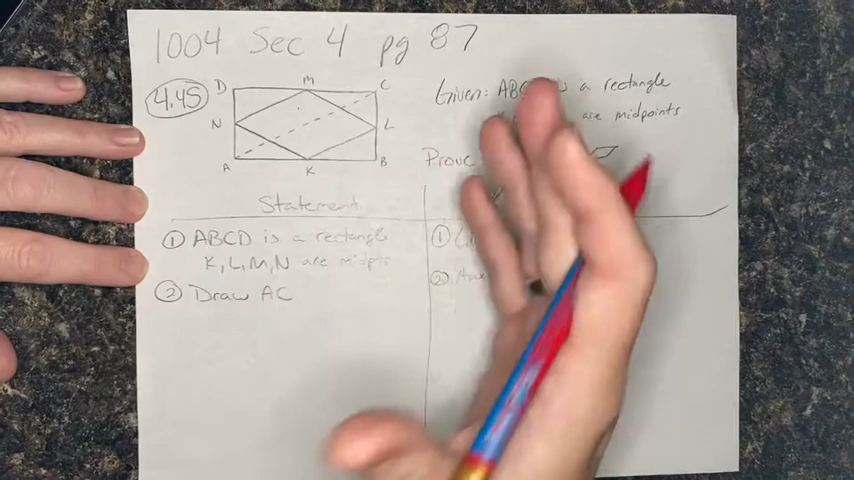 1004 Sec 4 pg 87
4.45
D M C
Given: ABC is a rectangle
are midpoints
N L
A K B
Prove
Statement
① ABCD is a rectangle
K, L, M, N are midpts
①
② Draw AC
②